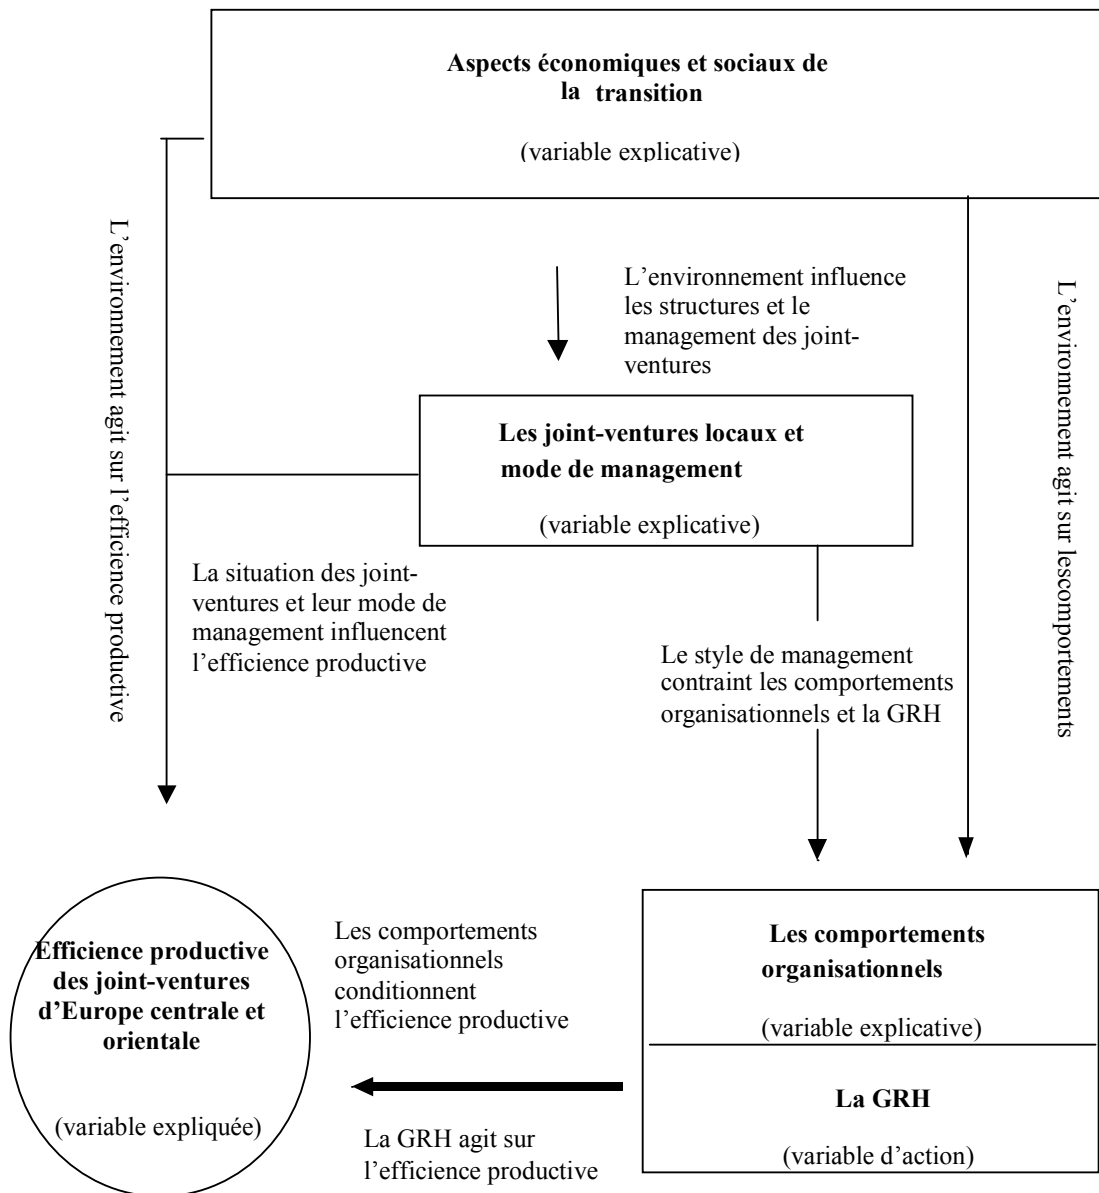 Aspects économiques et sociaux de
la transition
(variable explicative)
L’environnement agit sur l’efficience productive
L’environnement influence
les structures et le
management des joint-
ventures
L’environnement agit sur lescomportements
Les joint-ventures locaux et
mode de management
(variable explicative)
La situation des joint-
ventures et leur mode de
management influencent
l’efficience productive
Le style de management
contraint les comportements
organisationnels et la GRH
Efficience productive
des joint-ventures
d’Europe centrale et
orientale
(variable expliquée)
Les comportements
organisationnels
conditionnent
l’efficience productive
La GRH agit sur
l’efficience productive
Les comportements
organisationnels
(variable explicative)
La GRH
(variable d’action)